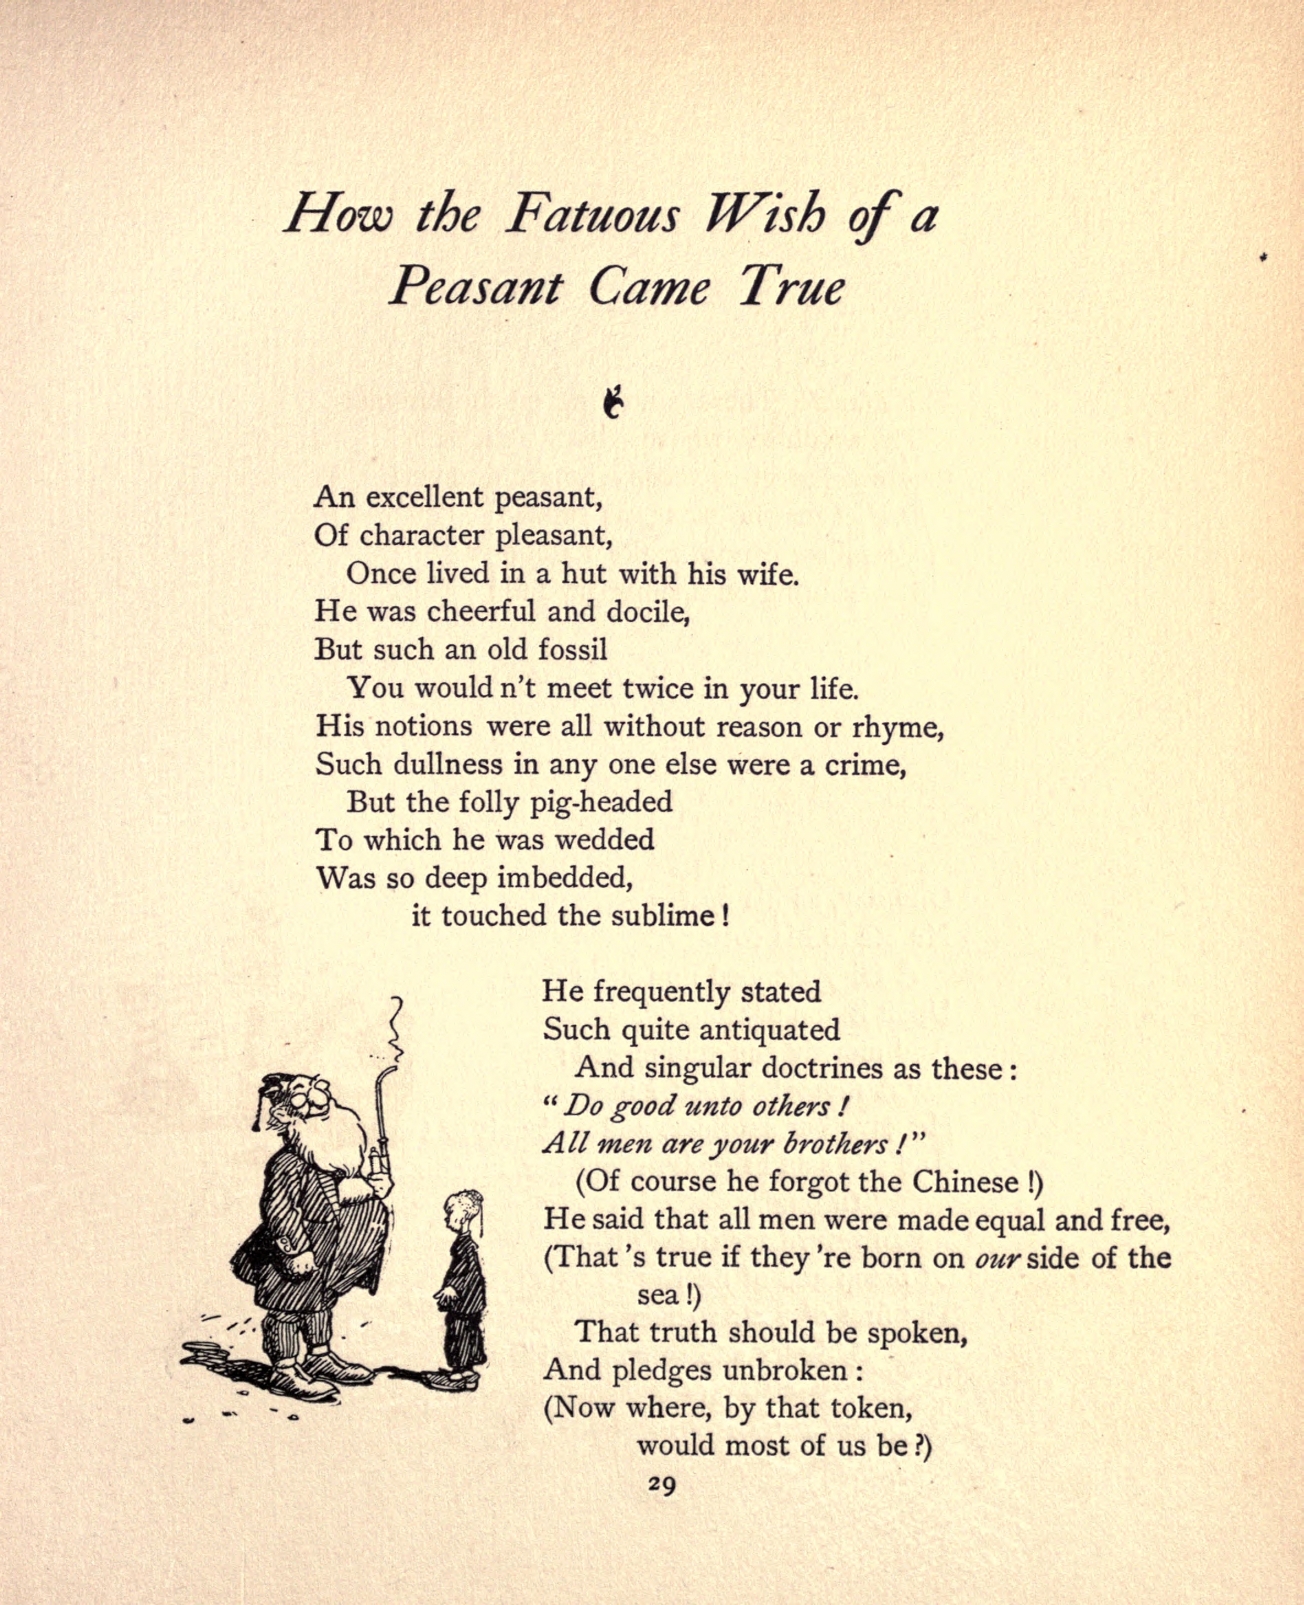 How the Fatuous Wish of a
Peasant Came True
An excellent peasant,
Of character pleasant,
Once lived in a hut with his wife.
He was cheerful and docile,
But such an old fossil
You would n't meet twice in your life.
His notions were all without reason or rhyme,
Such dullness in any one else were a crime,
But the folly pig-headed
To which he was wedded
Was so deep imbedded,
it touched the sublime!
He frequently stated
Such quite antiquated
And singular doctrines as these:
“Do good unto others!
All men are your brothers!”
(Of course he forgot the Chinese!)
He said that all men were made equal and free,
(That 's true if they 're born on our side of the
sea!)
That truth should be spoken,
And pledges unbroken:
(Now where, by that token,
would most of us be?)
29